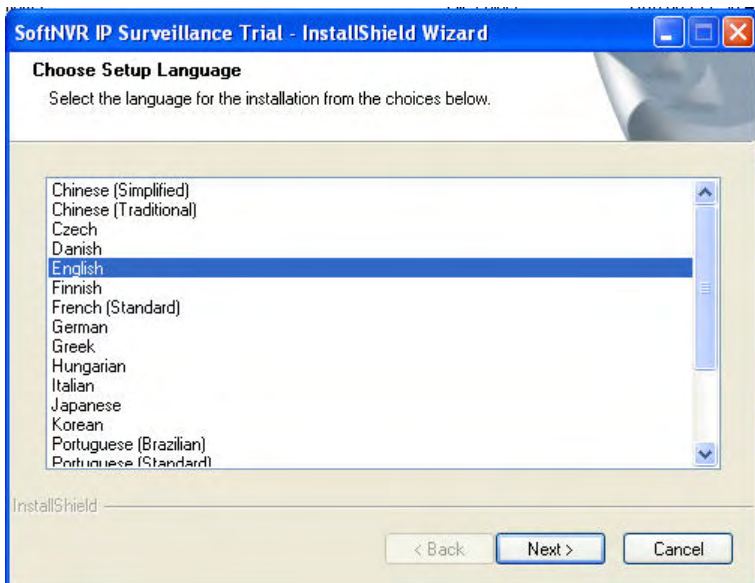 SoftNVR IP Surveillance Trial - InstallShield Wizard
Choose Setup Language
Select the language for the installation from the choices below.
Chinese (Simplified)
Chinese (Traditional)
Czech
Danish
English
Finnish
French (Standard)
German
Greek
Hungarian
Italian
Japanese
Korean
Portuguese (Brazilian)
Portuguese (Standard)
InstallShield
< Back Next > Cancel